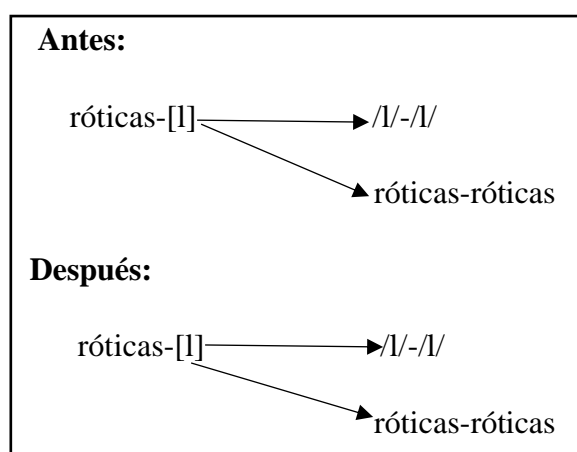 Antes:
róticas-[l] /l/-/l/
róticas-róticas
Después:
róticas-[l] /l/-/l/
róticas-róticas